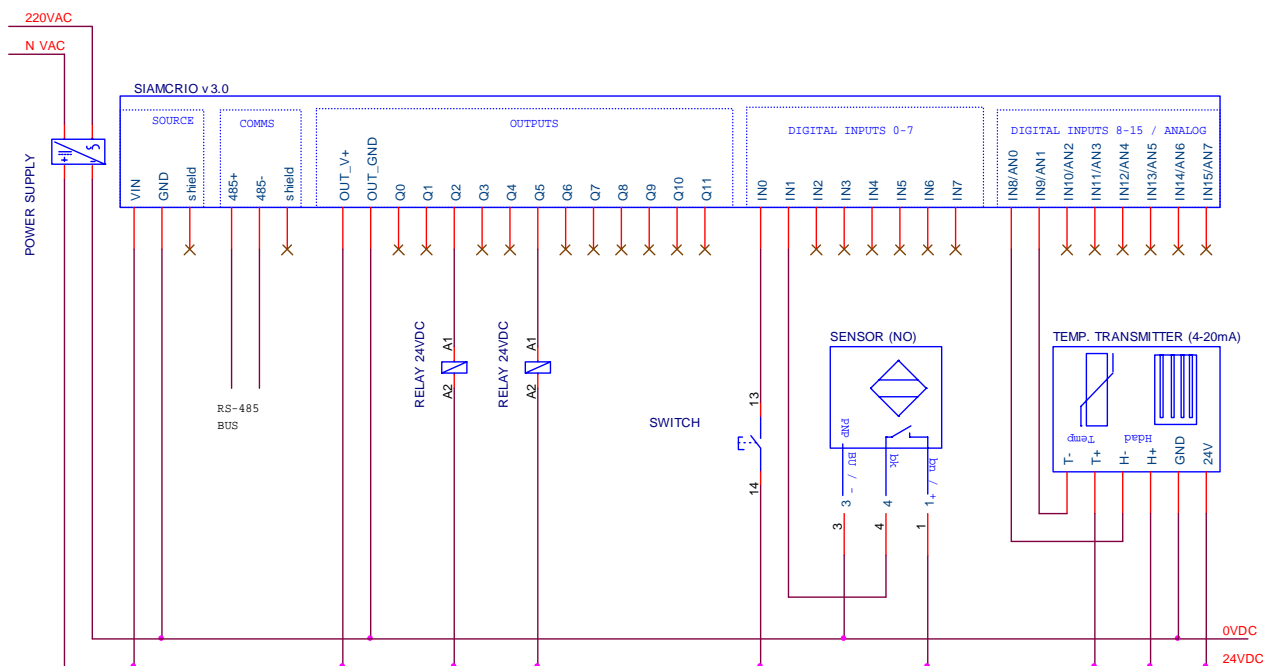 220VAC
N VAC
SIAMCRIO v3.0
SOURCE
COMMS
OUTPUTS
DIGITAL INPUTS 0-7
DIGITAL INPUTS 8-15 / ANALOG
POWER SUPPLY
VIN
GND
shield
485+
485-
shield
OUT_V+
OUT_GND
Q0
Q1
Q2
Q3
Q4
Q5
Q6
Q7
Q8
Q9
Q10
Q11
IN0
IN1
IN2
IN3
IN4
IN5
IN6
IN7
IN8/AN0
IN9/AN1
IN10/AN2
IN11/AN3
IN12/AN4
IN13/AN5
IN14/AN6
IN15/AN7
RELAY 24VDC
A1
A2
RELAY 24VDC
A1
A2
SENSOR (NO)
TEMP. TRANSMITTER (4-20mA)
RS-485
BUS
SWITCH
13
14
PNP
BU / -
bk
bn / +
3
4
1
3
4
1
Temp
Hdad
T-
T+
H-
H+
GND
24V
0VDC
24VDC